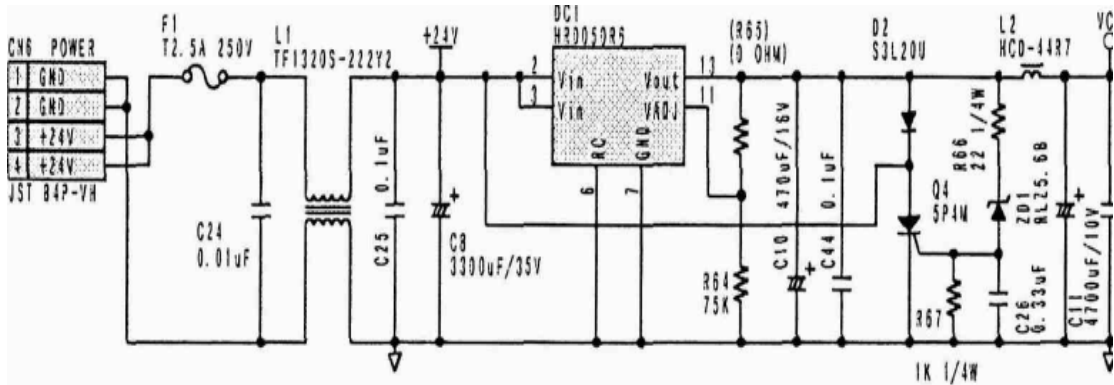 CN6 POWER
1 GND
2 GND
3 +24V
4 +24V
JST B4P-VH
F1
T2.5A 250V
L1
TF1320S-222Y2
C24
0.01uF
C25
0.1uF
+24V
C8
3300uF/35V
DC1
2 Vin
3 Vin
Vout 13
VADJ 11
RC
6
GND
7
(R65)
(0 OHM)
R64
75K
C10
470uF/16V
C44
0.1uF
D2
S3L20U
Q4
5P4M
R66
22 1/4W
ZD1
RLZ5.6B
R67
1K 1/4W
C26
0.33uF
L2
C11
4700uF/10V
VC